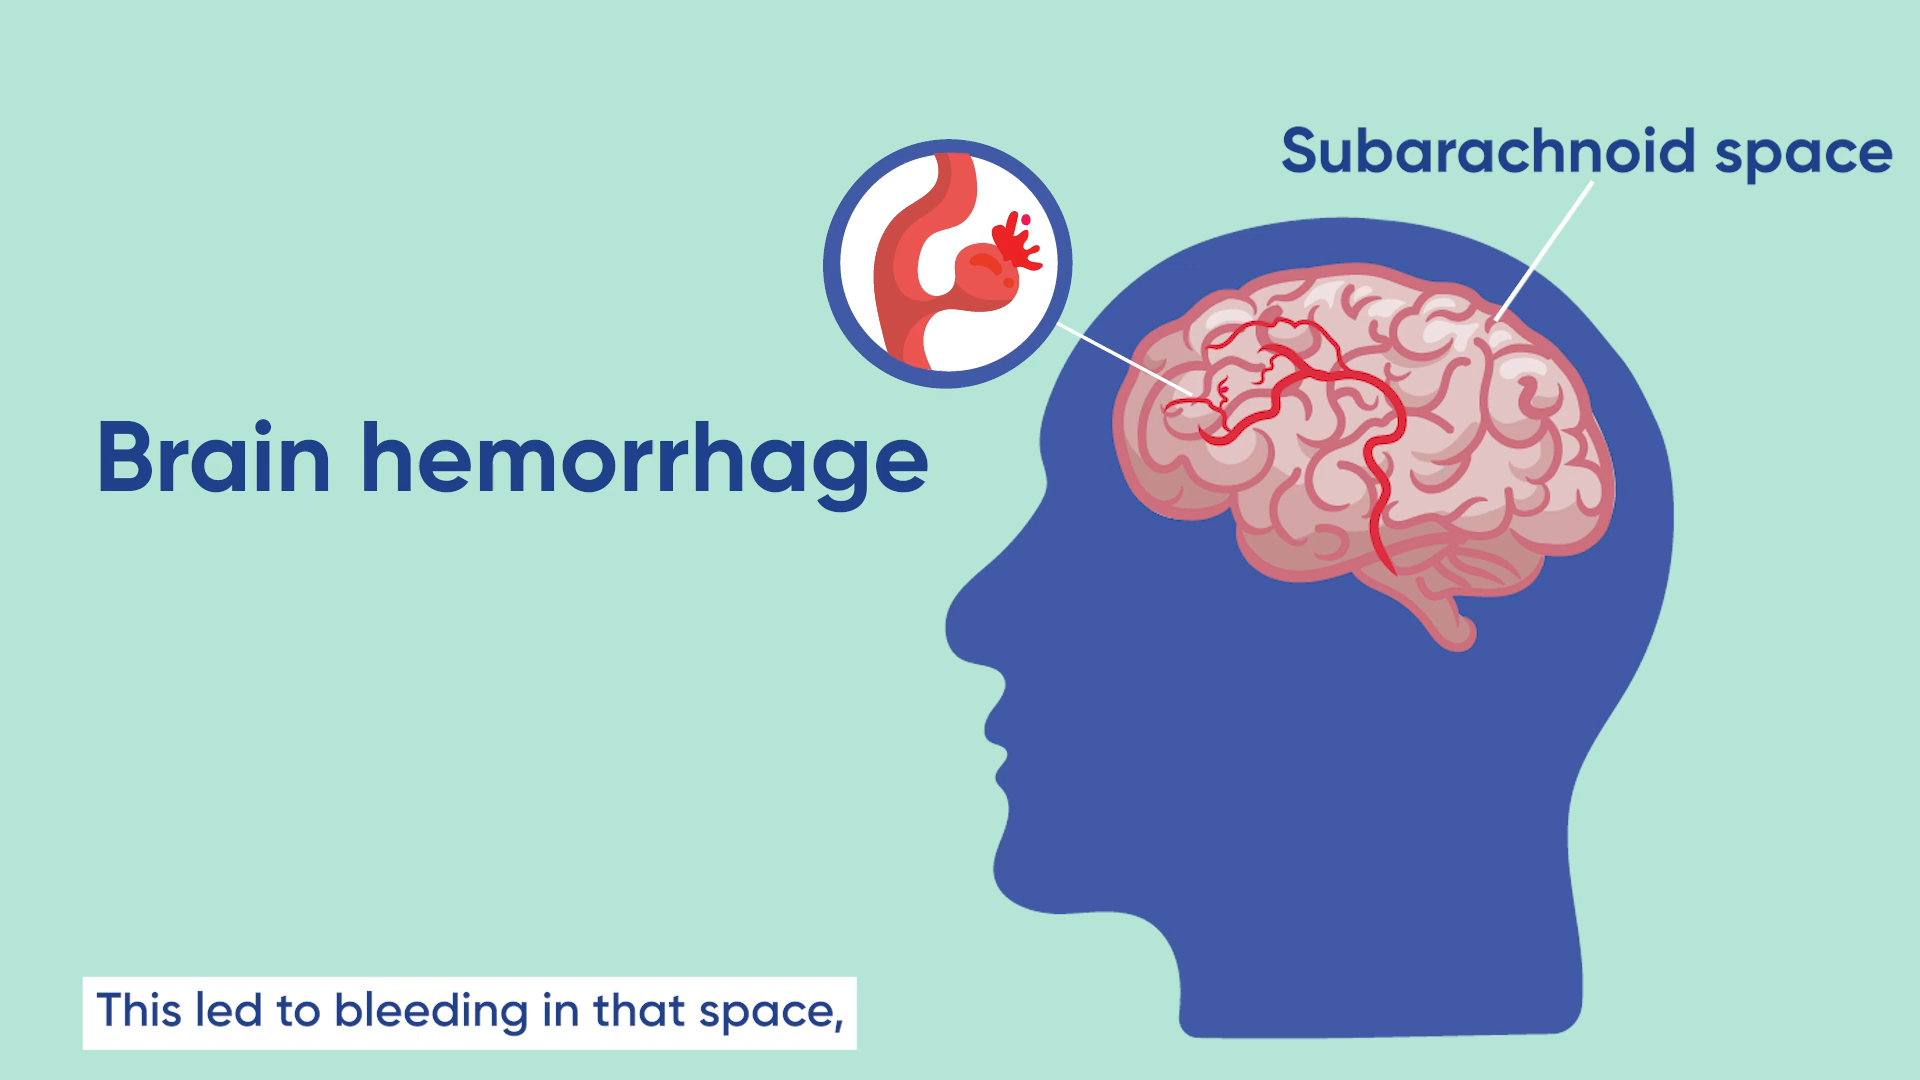 Subarachnoid space
Brain hemorrhage
This led to bleeding in that space,